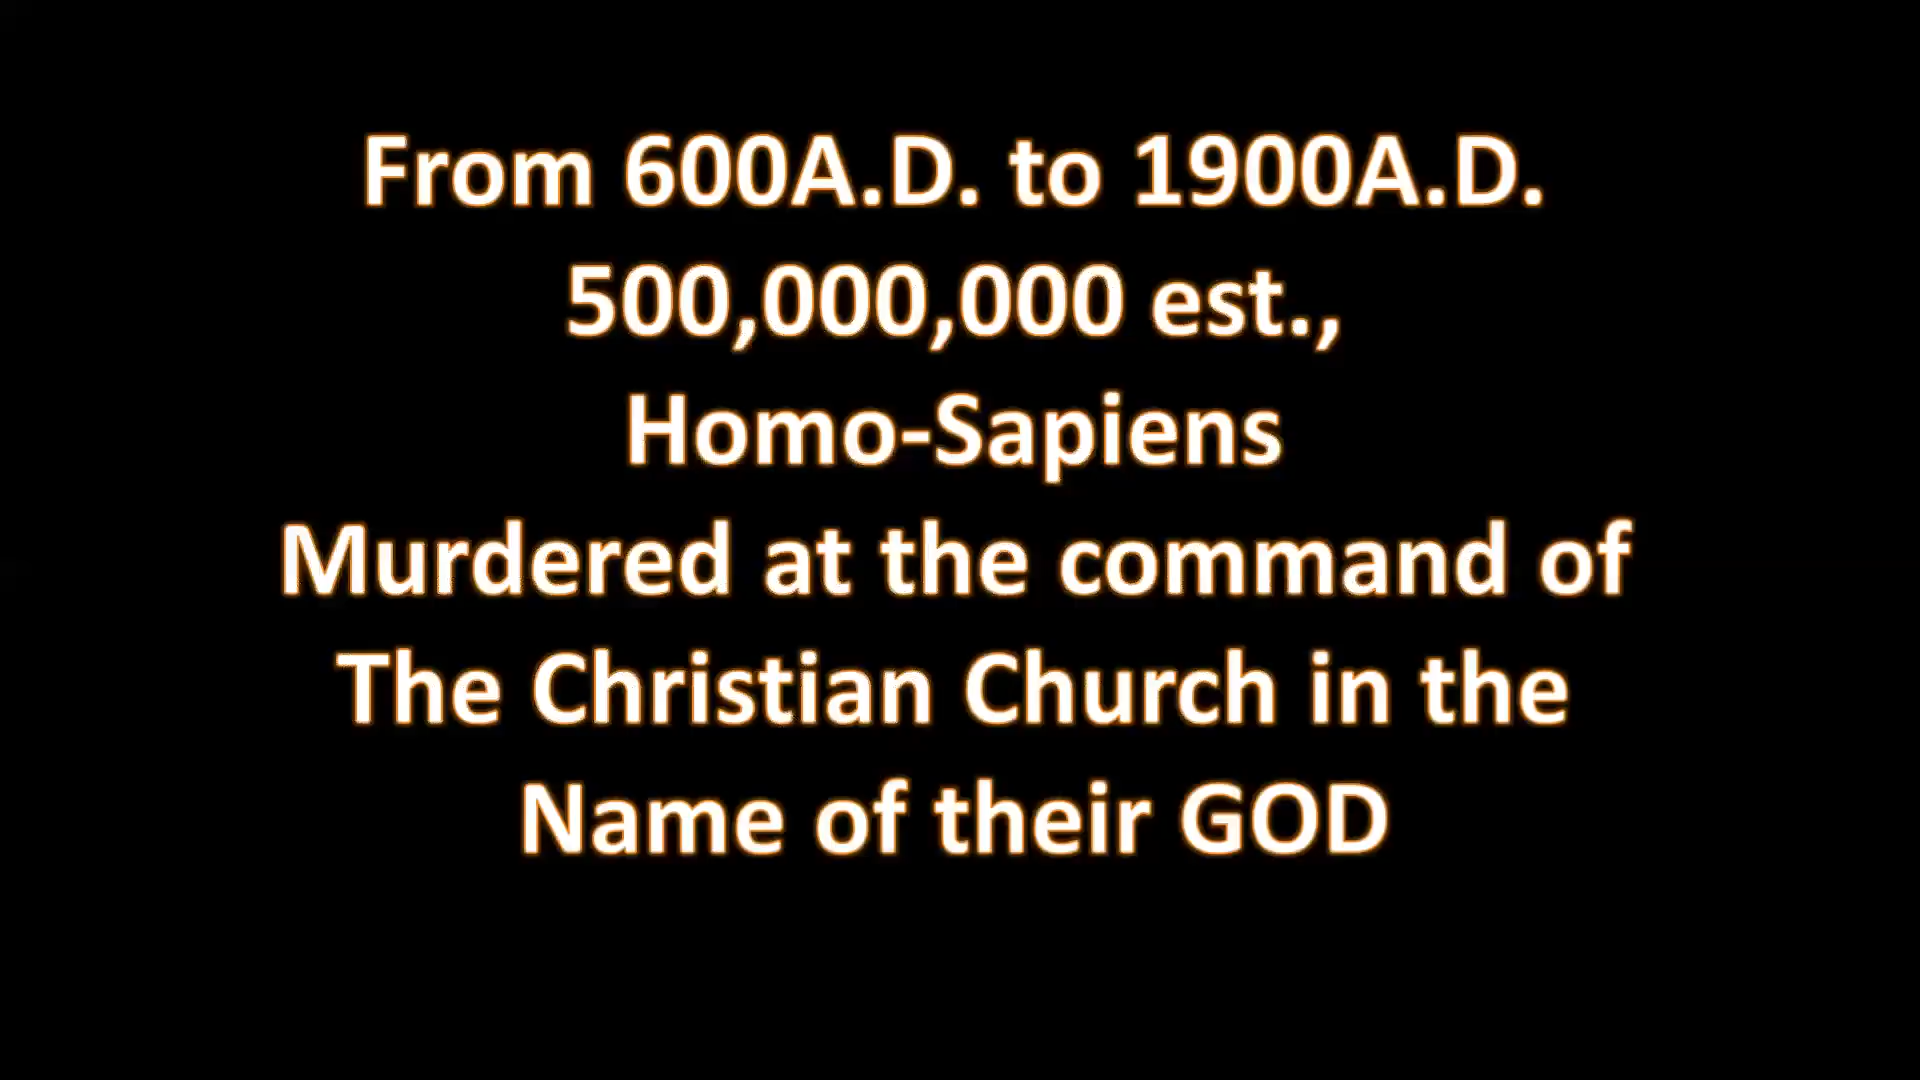 From 600A.D. to 1900A.D.
500,000,000 est.,
Homo-Sapiens
Murdered at the command of
The Christian Church in the
Name of their GOD